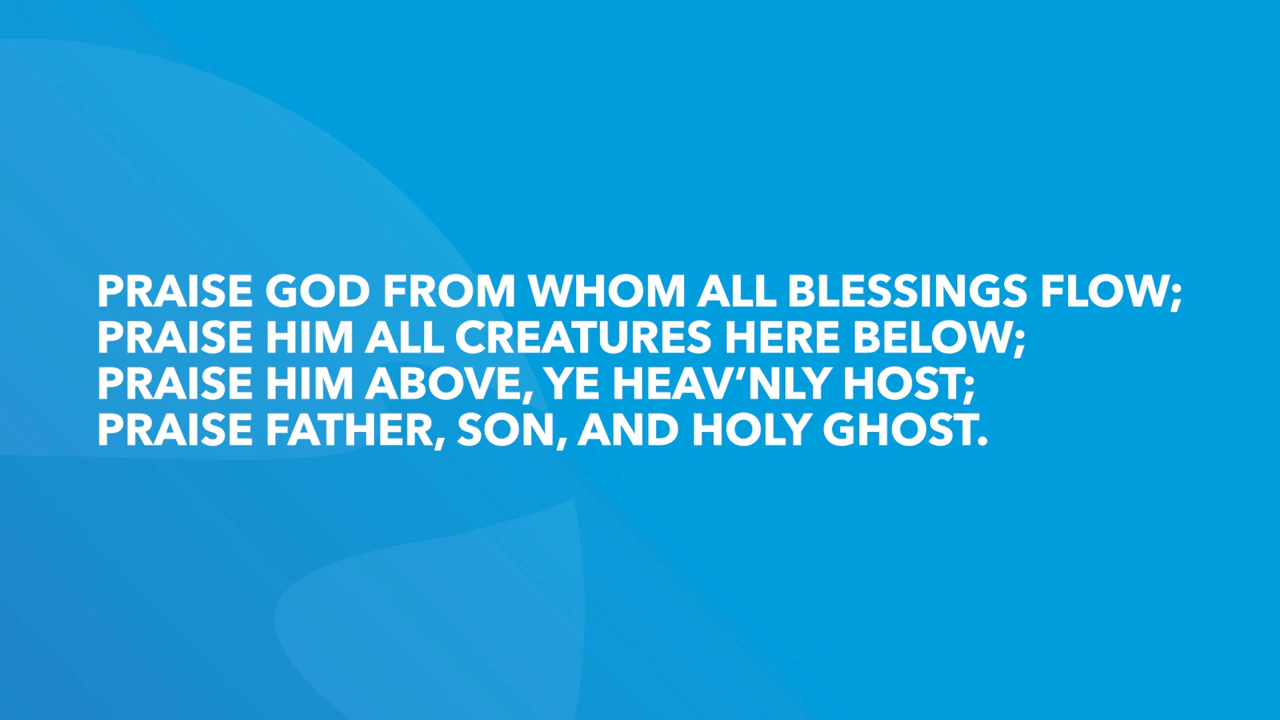 PRAISE GOD FROM WHOM ALL BLESSINGS FLOW;
PRAISE HIM ALL CREATURES HERE BELOW;
PRAISE HIM ABOVE, YE HEAV’NLY HOST;
PRAISE FATHER, SON, AND HOLY GHOST.